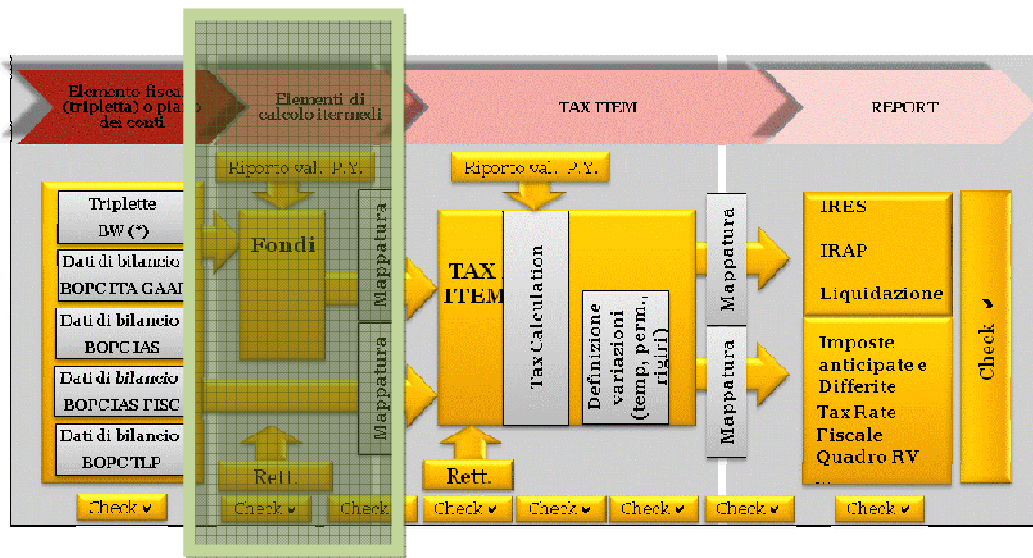 Elemento fiscal
(tripletta) o piano
dei conti
Elementi di
calcolo itermedi
TAX ITEM
REPORT
Riporto val. P.Y.
Riporto val. P.Y.
Triplette
BW (*)
Dati di bilancio
BOPC ITA GAAP
Dati di bilancio
BOPC IAS
Dati di bilancio
BOPC IAS FISC
Dati di bilancio
BOPC TLP
Fondi
Mappatura
Mappatura
Rett.
TAX
ITEM
Tax Calculation
Definizione
variazioni
(temp, perm.,
rigiri)
Rett.
Mappatura
Mappatura
IRES
IRAP
Liquidazione
Imposte
anticipate e
Differite
Tax Rate
Fiscale
Quadro RV
...
Check ✔
Check ✔
Check ✔
Check ✔
Check ✔
Check ✔
Check ✔
Check ✔
Check ✔